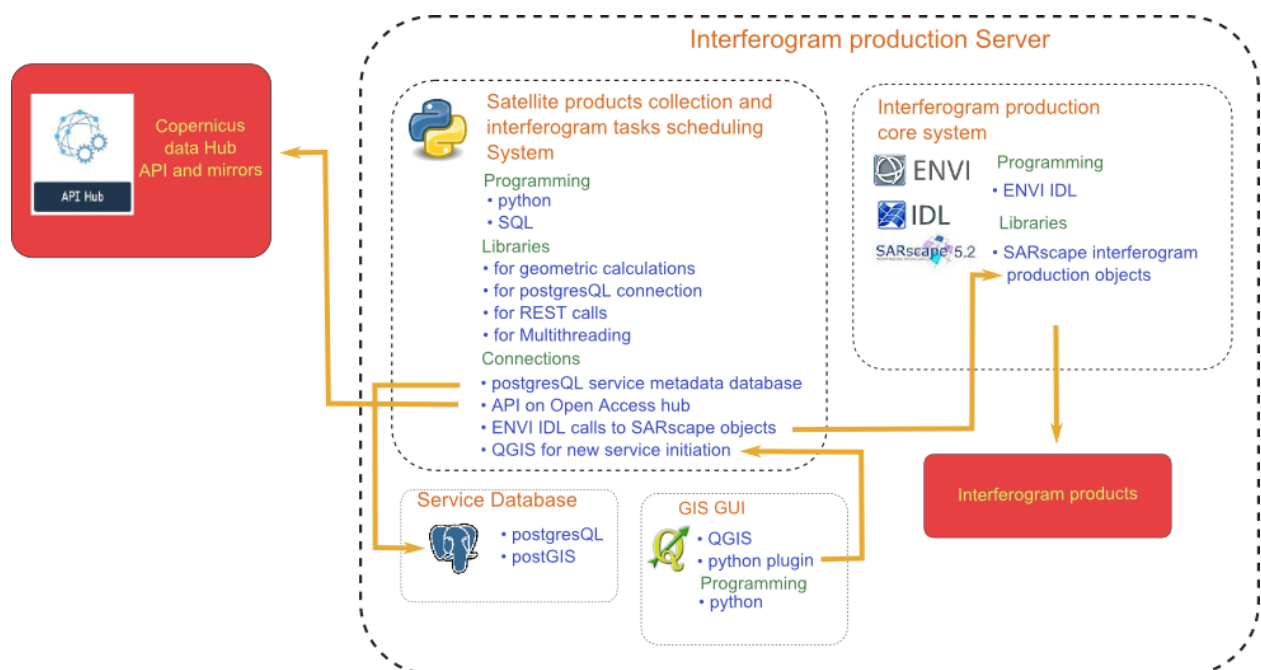 Interferogram production Server
Copernicus
data Hub
API and mirrors
API Hub
Satellite products collection and
interferogram tasks scheduling
System
Programming
• python
• SQL
Libraries
• for geometric calculations
• for postgresQL connection
• for REST calls
• for Multithreading
Connections
• postgresQL service metadata database
• API on Open Access hub
• ENVI IDL calls to SARscape objects
• QGIS for new service initiation
Interferogram production
core system
ENVI
IDL
SARscape 5.2
Programming
• ENVI IDL
Libraries
• SARscape interferogram
production objects
Interferogram products
Service Database
• postgresQL
• postGIS
GIS GUI
• QGIS
• python plugin
Programming
• python